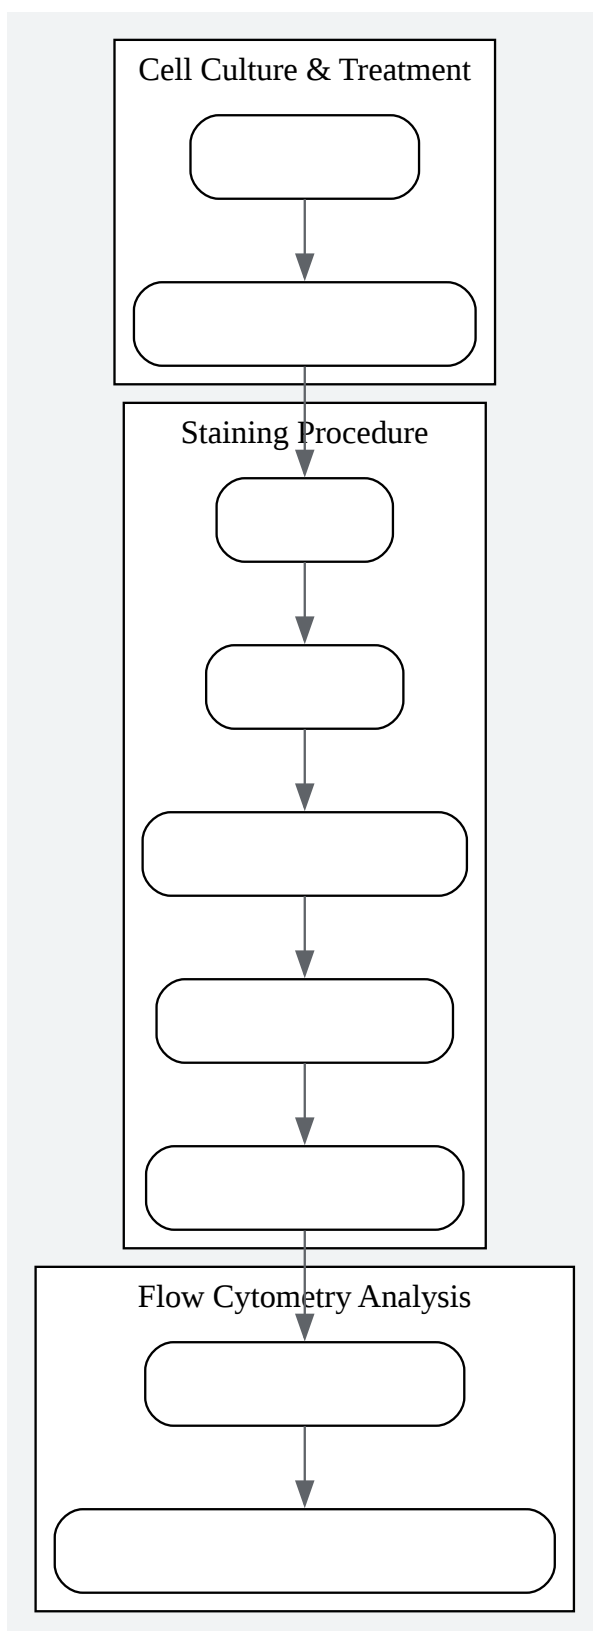 Cell Culture & Treatment
Staining Procedure
Flow Cytometry Analysis